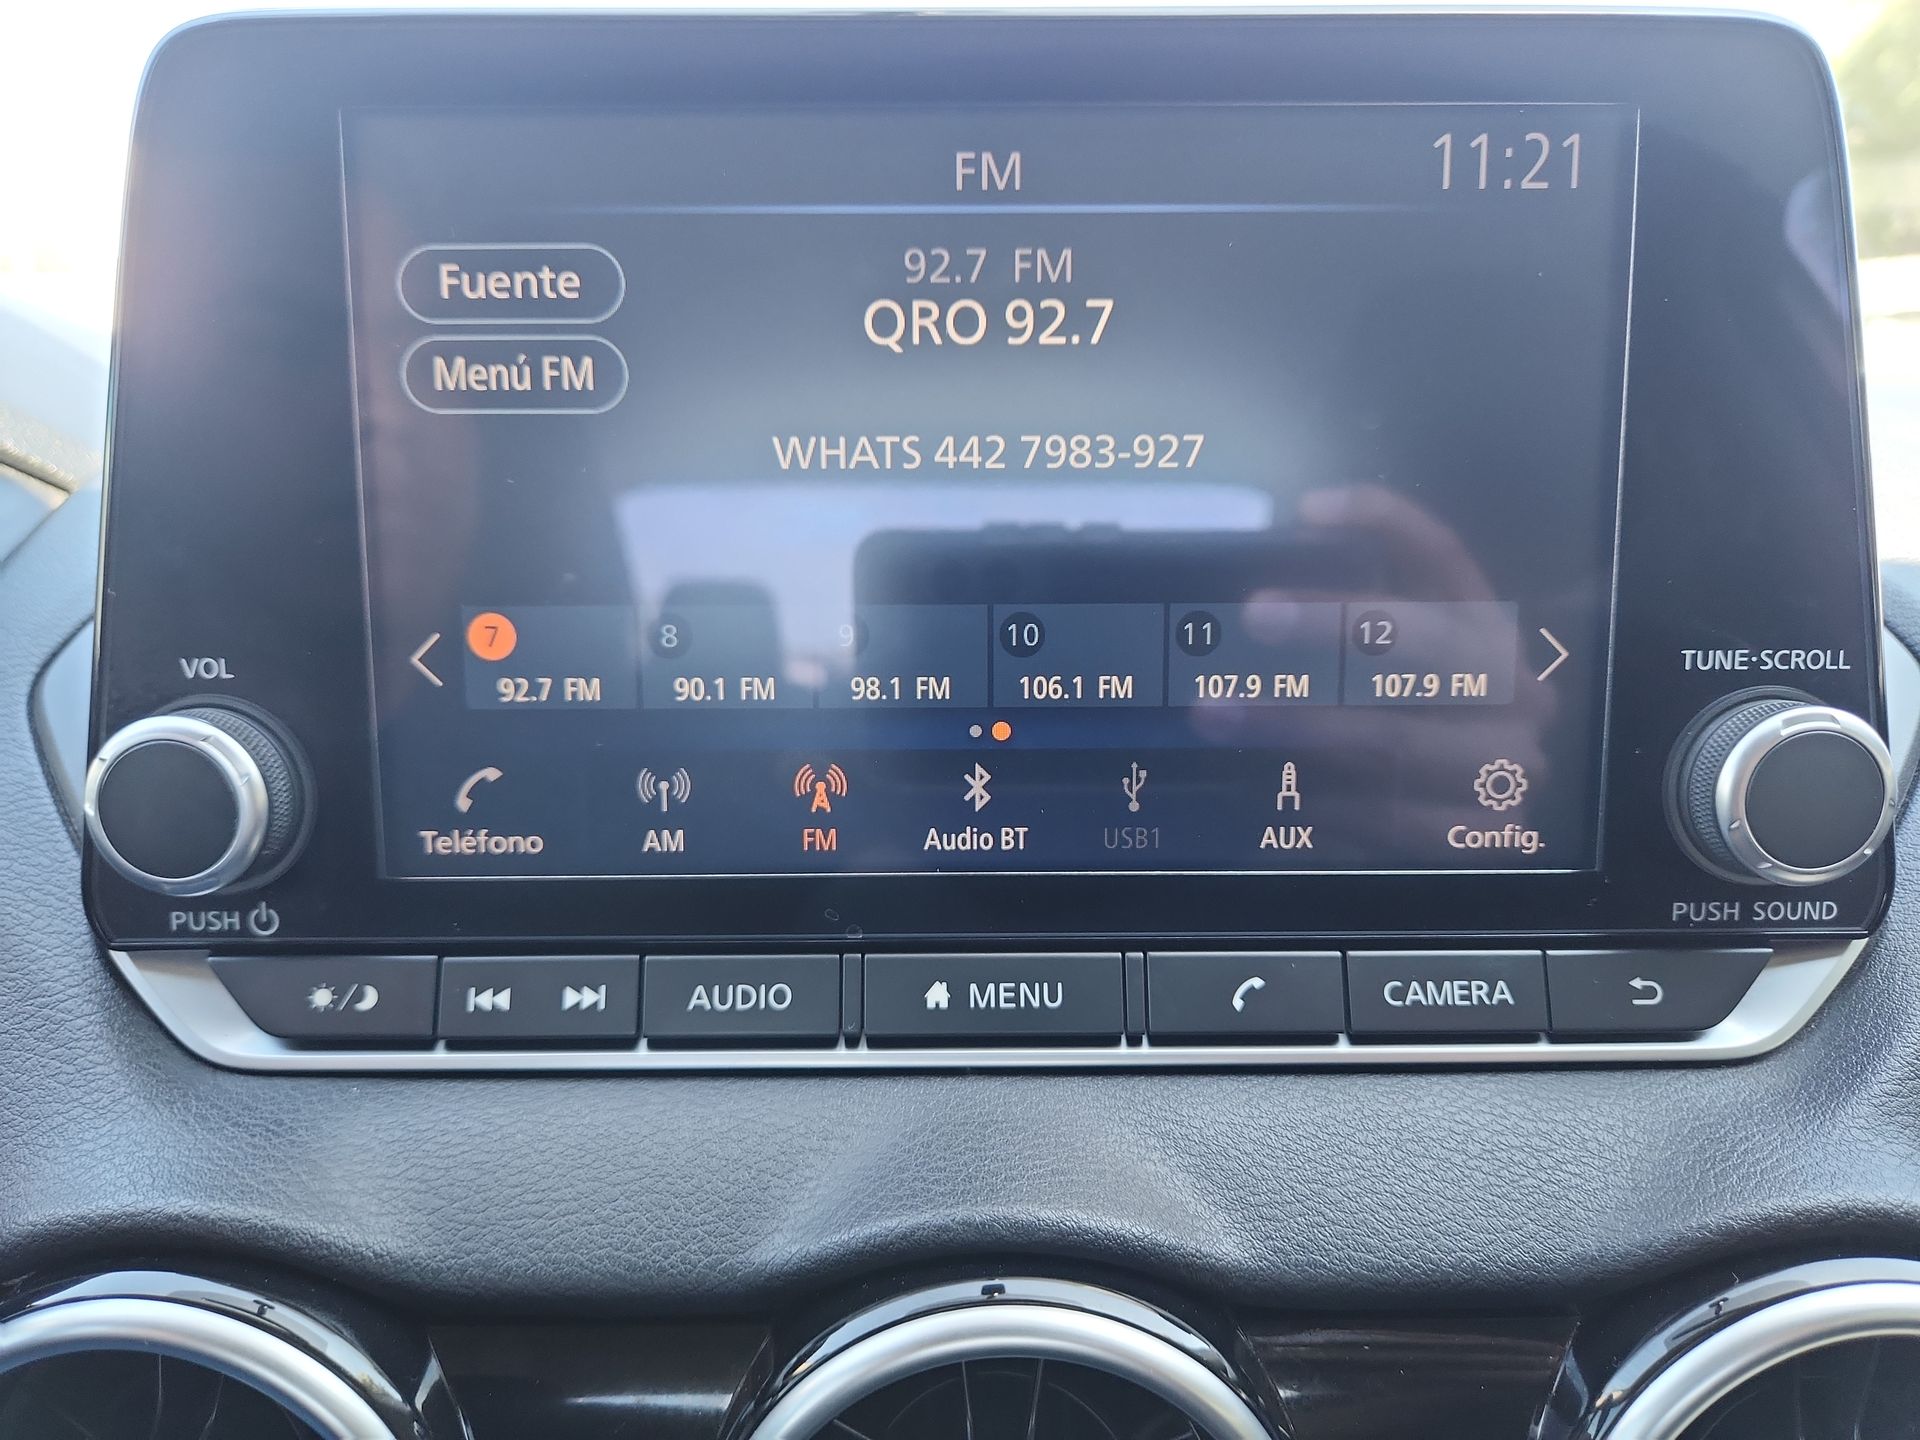 FM
11:21
Fuente
92.7 FM
QRO 92.7
Menú FM
WHATS 442 7983-927
7 8 9 10 11 12
92.7 FM 90.1 FM 98.1 FM 106.1 FM 107.9 FM 107.9 FM
VOL
TUNE·SCROLL
Teléfono AM FM Audio BT USB1 AUX Config.
PUSH
PUSH SOUND
AUDIO MENU CAMERA